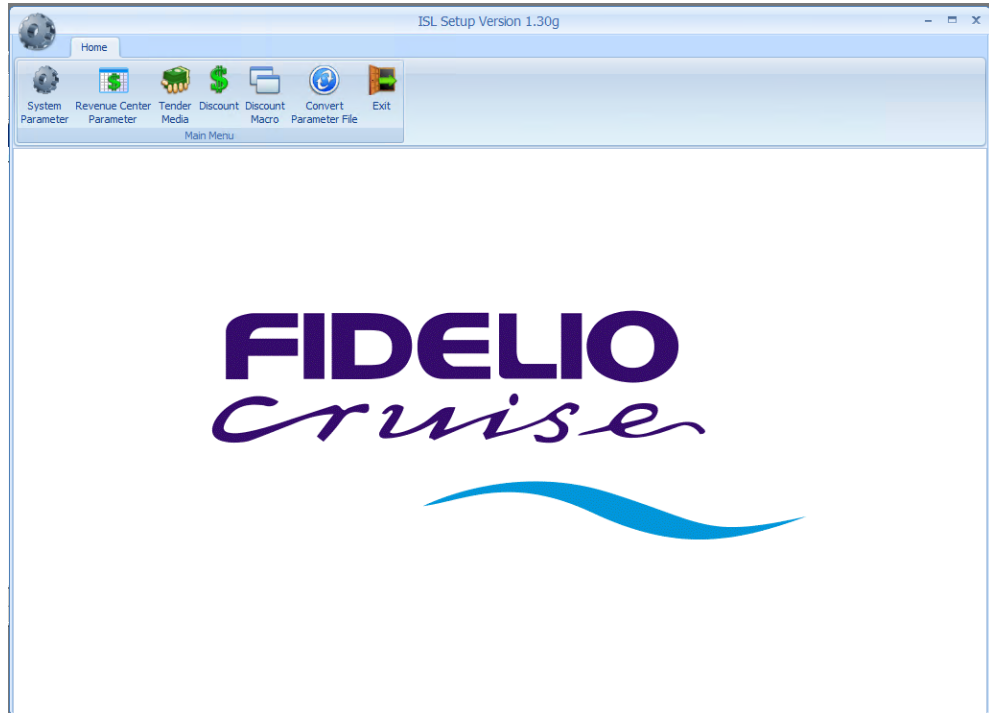 ISL Setup Version 1.30g
Home
System Parameter
Revenue Center Parameter
Tender Media
Discount
Discount Macro
Convert Parameter File
Exit
Main Menu
FIDELIO
Cruise